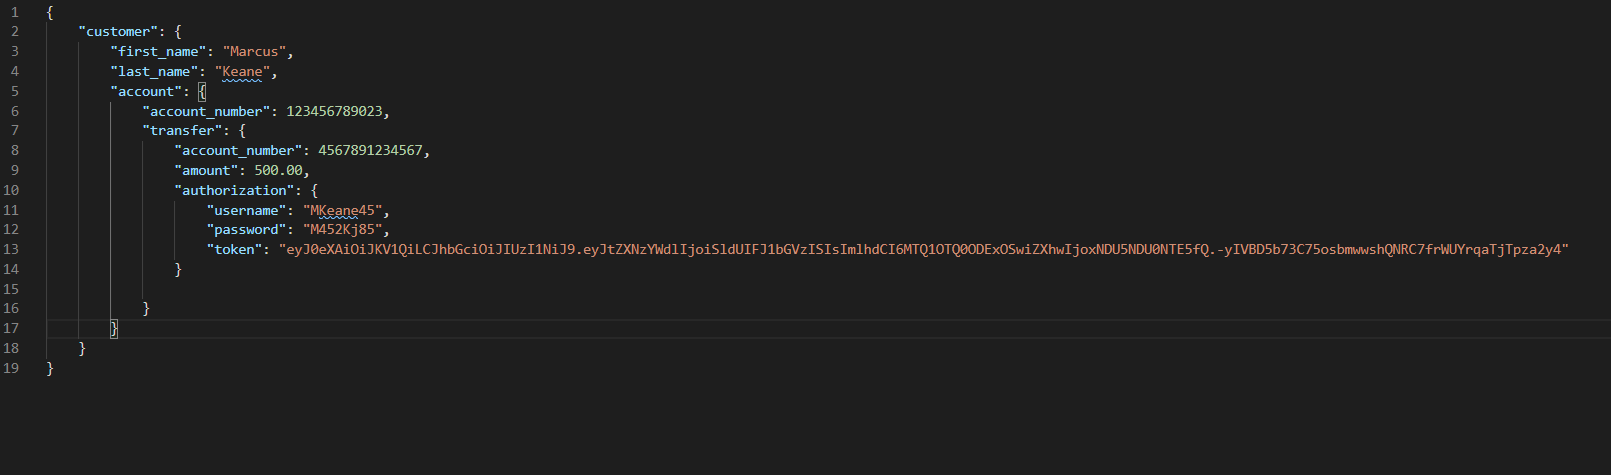 1 {
2 "customer": {
3 "first_name": "Marcus",
4 "last_name": "Keane",
5 "account": {
6 "account_number": 123456789023,
7 "transfer": {
8 "account_number": 4567891234567,
9 "amount": 500.00,
10 "authorization": {
11 "username": "MKeane45",
12 "password": "M452Kj85",
13 "token": "eyJ0eXAiOiJKV1QiLCJhbGciOiJIUzI1NiJ9.eyJtZXNzYWdlIjoiSldUIFJ1bGVzISIsImlhdCI6MTQ1OTQ0ODExOSwiZXhwIjoxNDU5NDU0NTE5fQ.-yIVBD5b73C75osbmwwshQNRC7frWUYrqaTjTpza2y4"
14 }
15
16 }
17 }
18 }
19 }